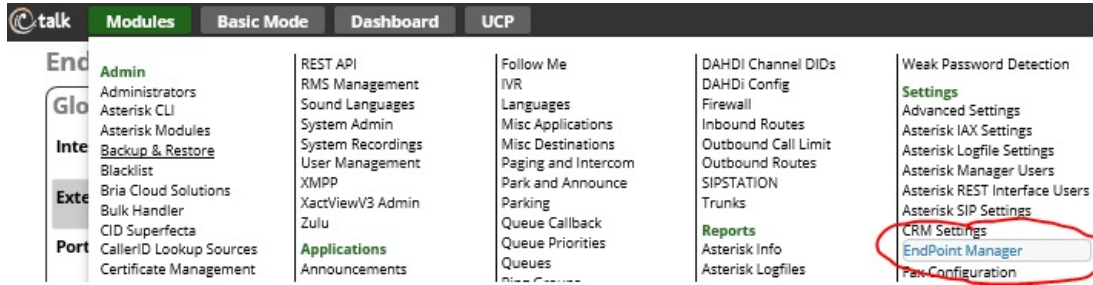 C talk Modules Basic Mode Dashboard UCP
End
Glo
Inte
Exte
Port
Admin
Administrators
Asterisk CLI
Asterisk Modules
Backup & Restore
Blacklist
Bria Cloud Solutions
Bulk Handler
CID Superfecta
CallerID Lookup Sources
Certificate Management
REST API
RMS Management
Sound Languages
System Admin
System Recordings
User Management
XMPP
XactViewV3 Admin
Zulu
Applications
Announcements
Follow Me
IVR
Languages
Misc Applications
Misc Destinations
Paging and Intercom
Park and Announce
Parking
Queue Callback
Queue Priorities
Queues
Ring Groups
DAHDI Channel DIDs
DAHDi Config
Firewall
Inbound Routes
Outbound Call Limit
Outbound Routes
SIPSTATION
Trunks
Reports
Asterisk Info
Asterisk Logfiles
Weak Password Detection
Settings
Advanced Settings
Asterisk IAX Settings
Asterisk Logfile Settings
Asterisk Manager Users
Asterisk REST Interface Users
Asterisk SIP Settings
CRM Settings
EndPoint Manager
Fax Configuration